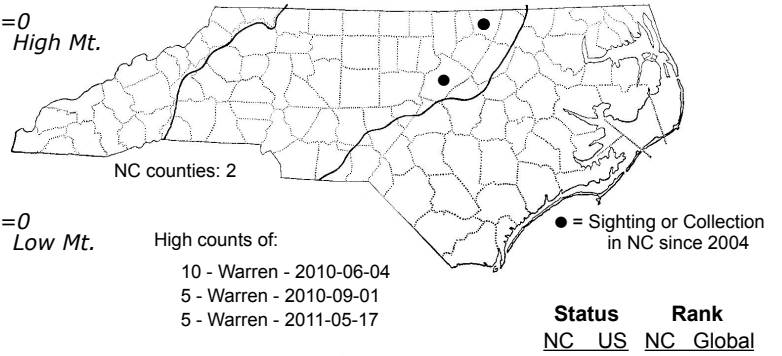 =0
High Mt.
NC counties: 2
=0
Low Mt.
High counts of:
10 - Warren - 2010-06-04
5 - Warren - 2010-09-01
5 - Warren - 2011-05-17
● = Sighting or Collection
in NC since 2004
Status Rank
NC US NC Global